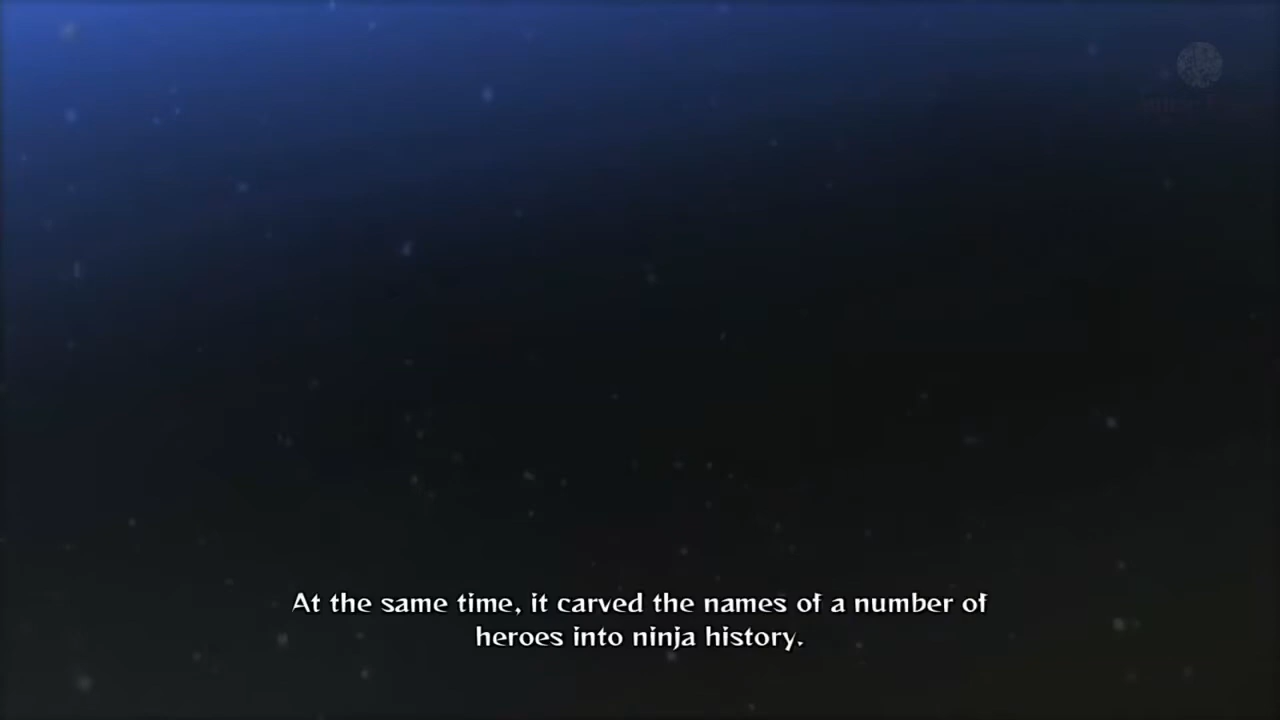 At the same time, it carved the names of a number of
heroes into ninja history.